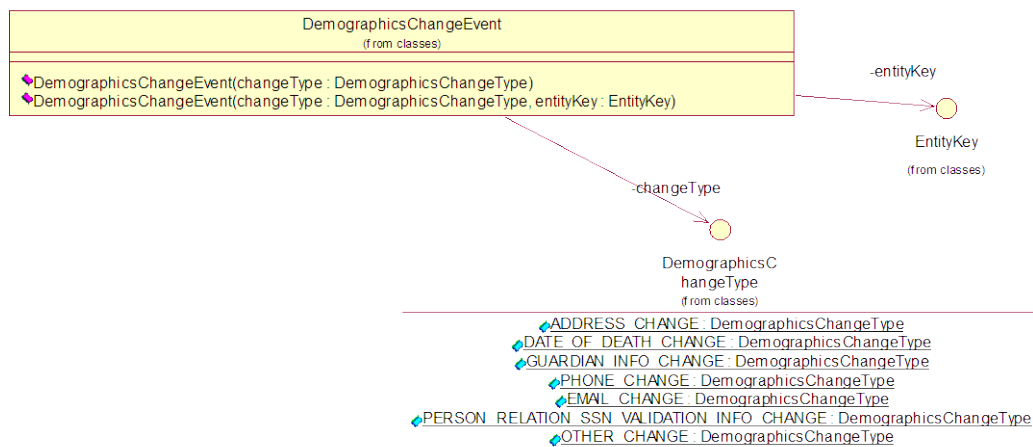 DemographicsChangeEvent
(from classes)
DemographicsChangeEvent(changeType : DemographicsChangeType)
DemographicsChangeEvent(changeType : DemographicsChangeType, entityKey : EntityKey)
-entityKey
EntityKey
(from classes)
-changeType
DemographicsC
hangeType
(from classes)
ADDRESS_CHANGE : DemographicsChangeType
DATE_OF_DEATH_CHANGE : DemographicsChangeType
GUARDIAN_INFO_CHANGE : DemographicsChangeType
PHONE_CHANGE : DemographicsChangeType
EMAIL_CHANGE : DemographicsChangeType
PERSON_RELATION_SSN_VALIDATION_INFO_CHANGE : DemographicsChangeType
OTHER_CHANGE : DemographicsChangeType